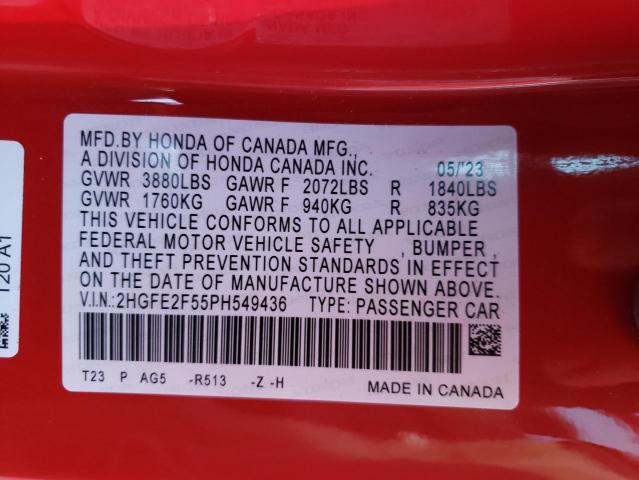 MFD.BY HONDA OF CANADA MFG.,
A DIVISION OF HONDA CANADA INC. 05/'23
GVWR 3880LBS GAWR F 2072LBS R 1840LBS
GVWR 1760KG GAWR F 940KG R 835KG
THIS VEHICLE CONFORMS TO ALL APPLICABLE
FEDERAL MOTOR VEHICLE SAFETY , BUMPER ,
AND THEFT PREVENTION STANDARDS IN EFFECT
ON THE DATE OF MANUFACTURE SHOWN ABOVE.
V.I.N.:2HGFE2F55PH549436 TYPE:PASSENGER CAR
T23 P AG5 -R513 -Z -H MADE IN CANADA
T20 A1